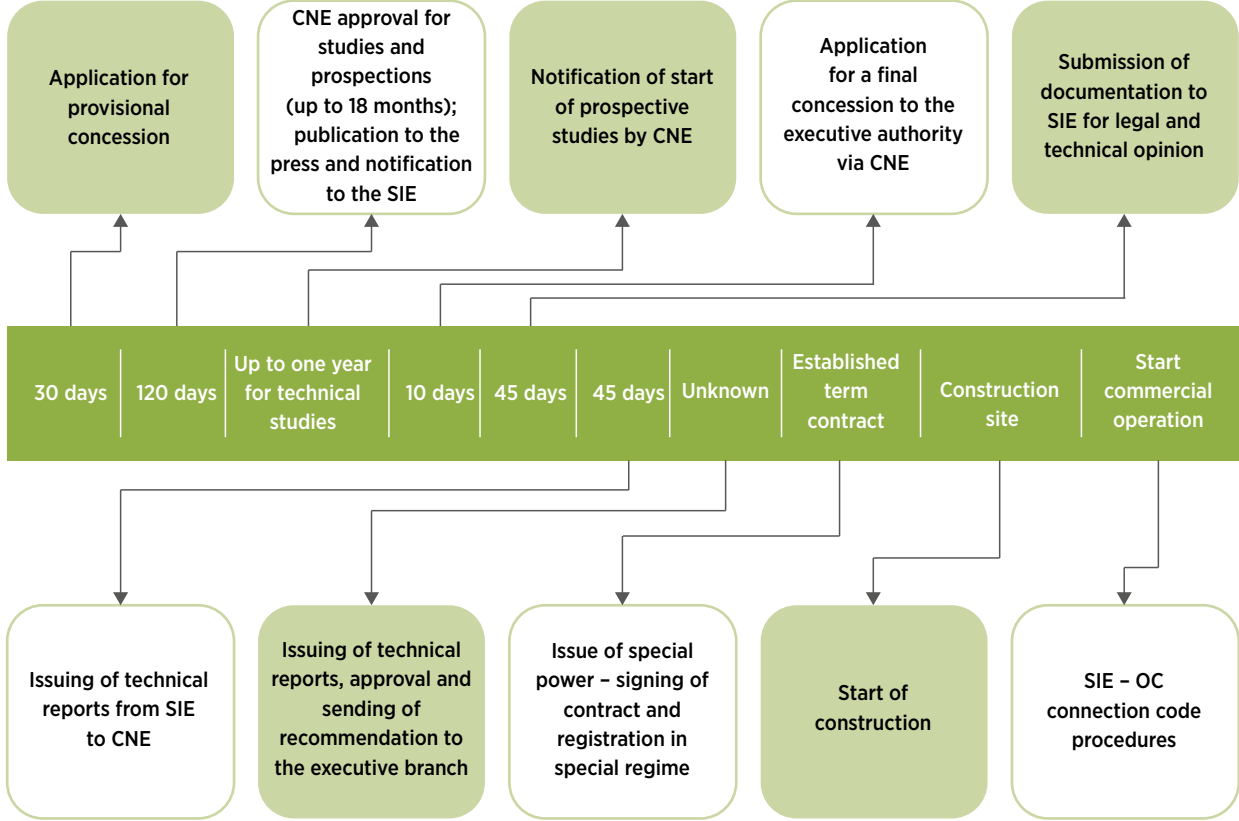 Application for
provisional
concession
CNE approval for
studies and
prospections
(up to 18 months);
publication to the
press and notification
to the SIE
Notification of start
of prospective
studies by CNE
Application
for a final
concession to the
executive authority
via CNE
Submission of
documentation to
SIE for legal and
technical opinion
30 days
120 days
Up to one year
for technical
studies
10 days
45 days
45 days
Unknown
Established
term
contract
Construction
site
Start
commercial
operation
Issuing of technical
reports from SIE
to CNE
Issuing of technical
reports, approval and
sending of
recommendation to
the executive branch
Issue of special
power – signing of
contract and
registration in
special regime
Start of
construction
SIE – OC
connection code
procedures